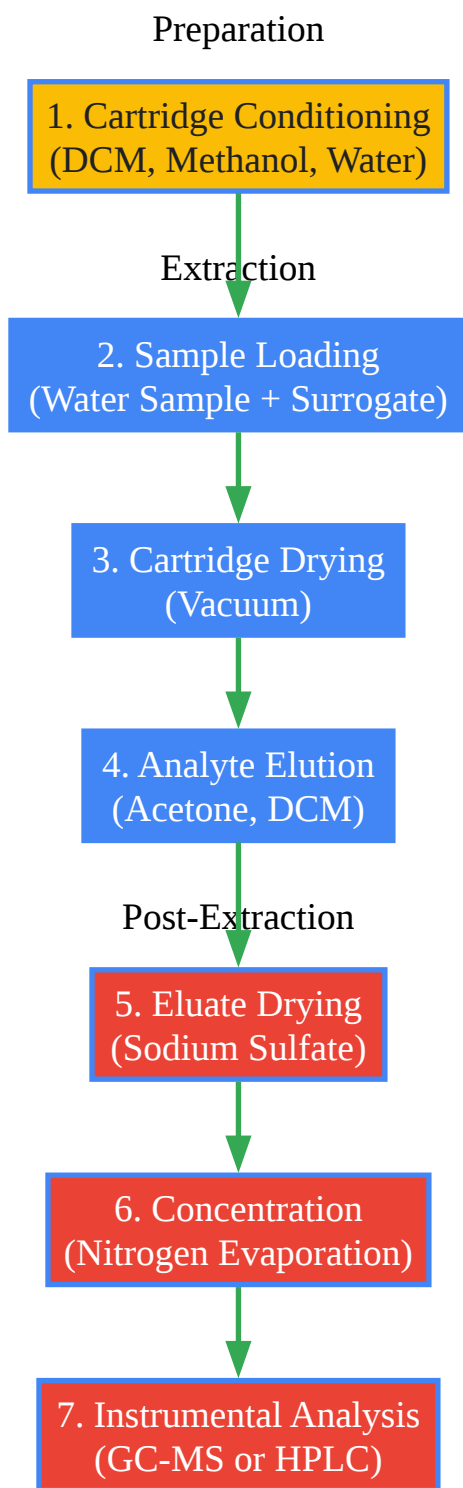 Preparation
1. Cartridge Conditioning
(DCM, Methanol, Water)
Extraction
2. Sample Loading
(Water Sample + Surrogate)
3. Cartridge Drying
(Vacuum)
4. Analyte Elution
(Acetone, DCM)
Post-Extraction
5. Eluate Drying
(Sodium Sulfate)
6. Concentration
(Nitrogen Evaporation)
7. Instrumental Analysis
(GC-MS or HPLC)